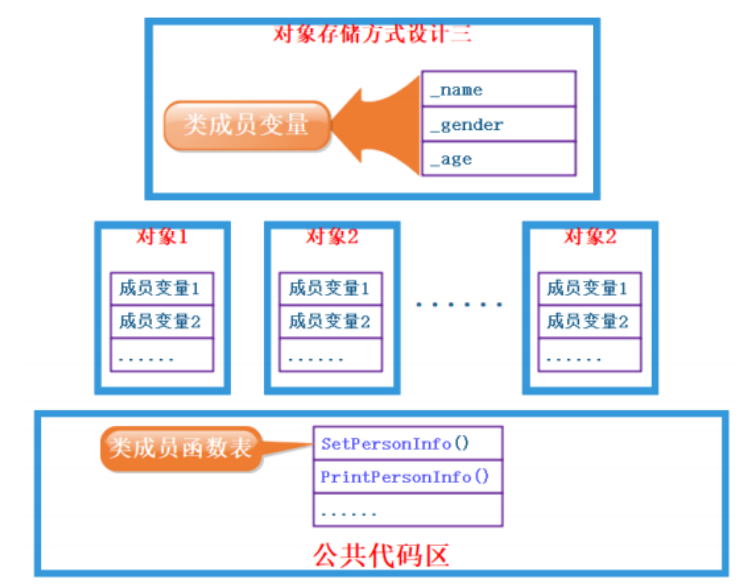 对象存储方式设计三
类成员变量
_name
_gender
_age
对象1
成员变量1
成员变量2
......
对象2
成员变量1
成员变量2
......
......
对象2
成员变量1
成员变量2
......
类成员函数表
SetPersonInfo()
PrintPersonInfo()
......
公共代码区